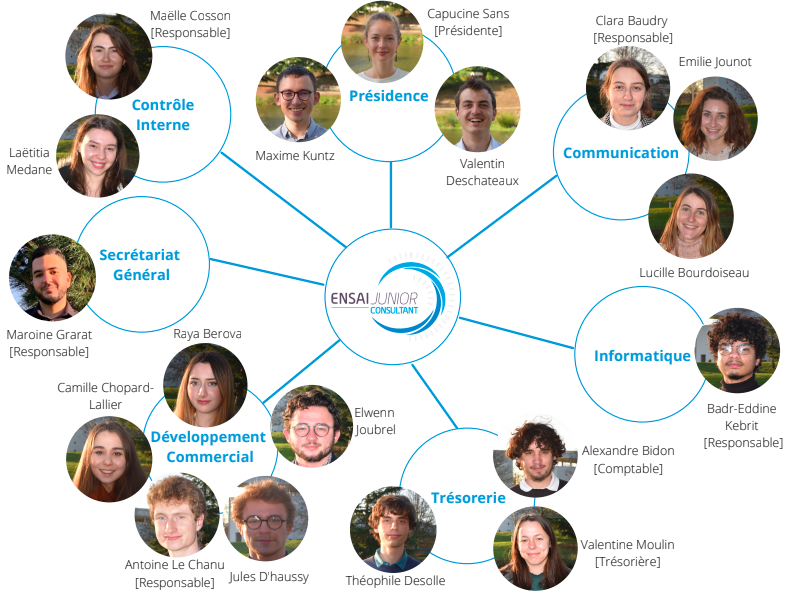 Maëlle Cosson
[Responsable]
Contrôle
Interne
Laëtitia
Medane
Capucine Sans
[Présidente]
Présidence
Maxime Kuntz
Valentin
Deschateaux
Clara Baudry
[Responsable]
Emilie Jounot
Communication
Lucille Bourdoiseau
Secrétariat
Général
Maroine Grarat
[Responsable]
ENSAI JUNIOR
CONSULTANT
Informatique
Badr-Eddine
Kebrit
[Responsable]
Raya Berova
Camille Chopard-
Lallier
Elwenn
Joubrel
Développement
Commercial
Antoine Le Chanu
[Responsable]
Jules D'haussy
Alexandre Bidon
[Comptable]
Trésorerie
Valentine Moulin
[Trésorière]
Théophile Desolle